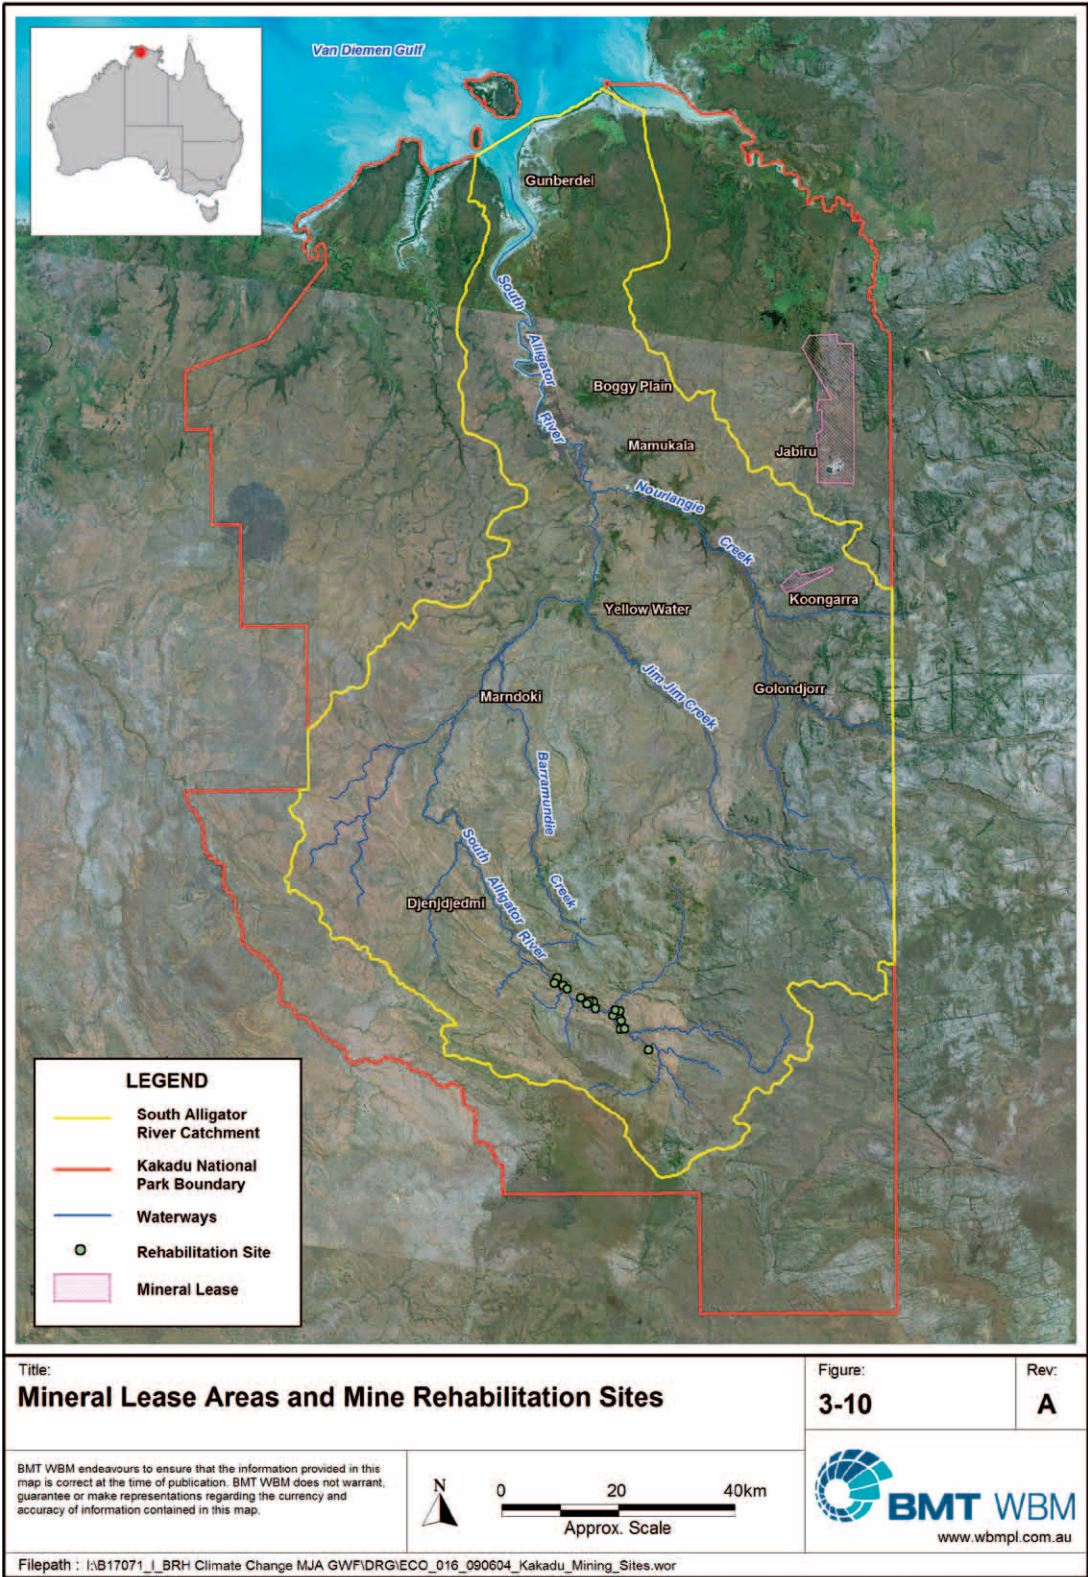 Van Diemen Gulf
Gunberdel
South
Alligator
River
Boggy Plain
Mamukala
Jabiru
Nourlangie
Creek
Koongarra
Yellow Water
Golondjorr
Jim Jim Creek
Marndoki
Barramundie
Creek
South
Alligator
River
Djenjdjedmi
LEGEND
South Alligator
River Catchment
Kakadu National
Park Boundary
Waterways
Rehabilitation Site
Mineral Lease
Title:
Mineral Lease Areas and Mine Rehabilitation Sites
Figure:
3-10
Rev:
A
BMT WBM endeavours to ensure that the information provided in this
map is correct at the time of publication. BMT WBM does not warrant,
guarantee or make representations regarding the currency and
accuracy of information contained in this map.
N
0 20 40km
Approx. Scale
BMT WBM
www.wbmpl.com.au
Filepath : I:\B17071_I_BRH Climate Change MJA GWF\DRG\ECO_016_090604_Kakadu_Mining_Sites.wor